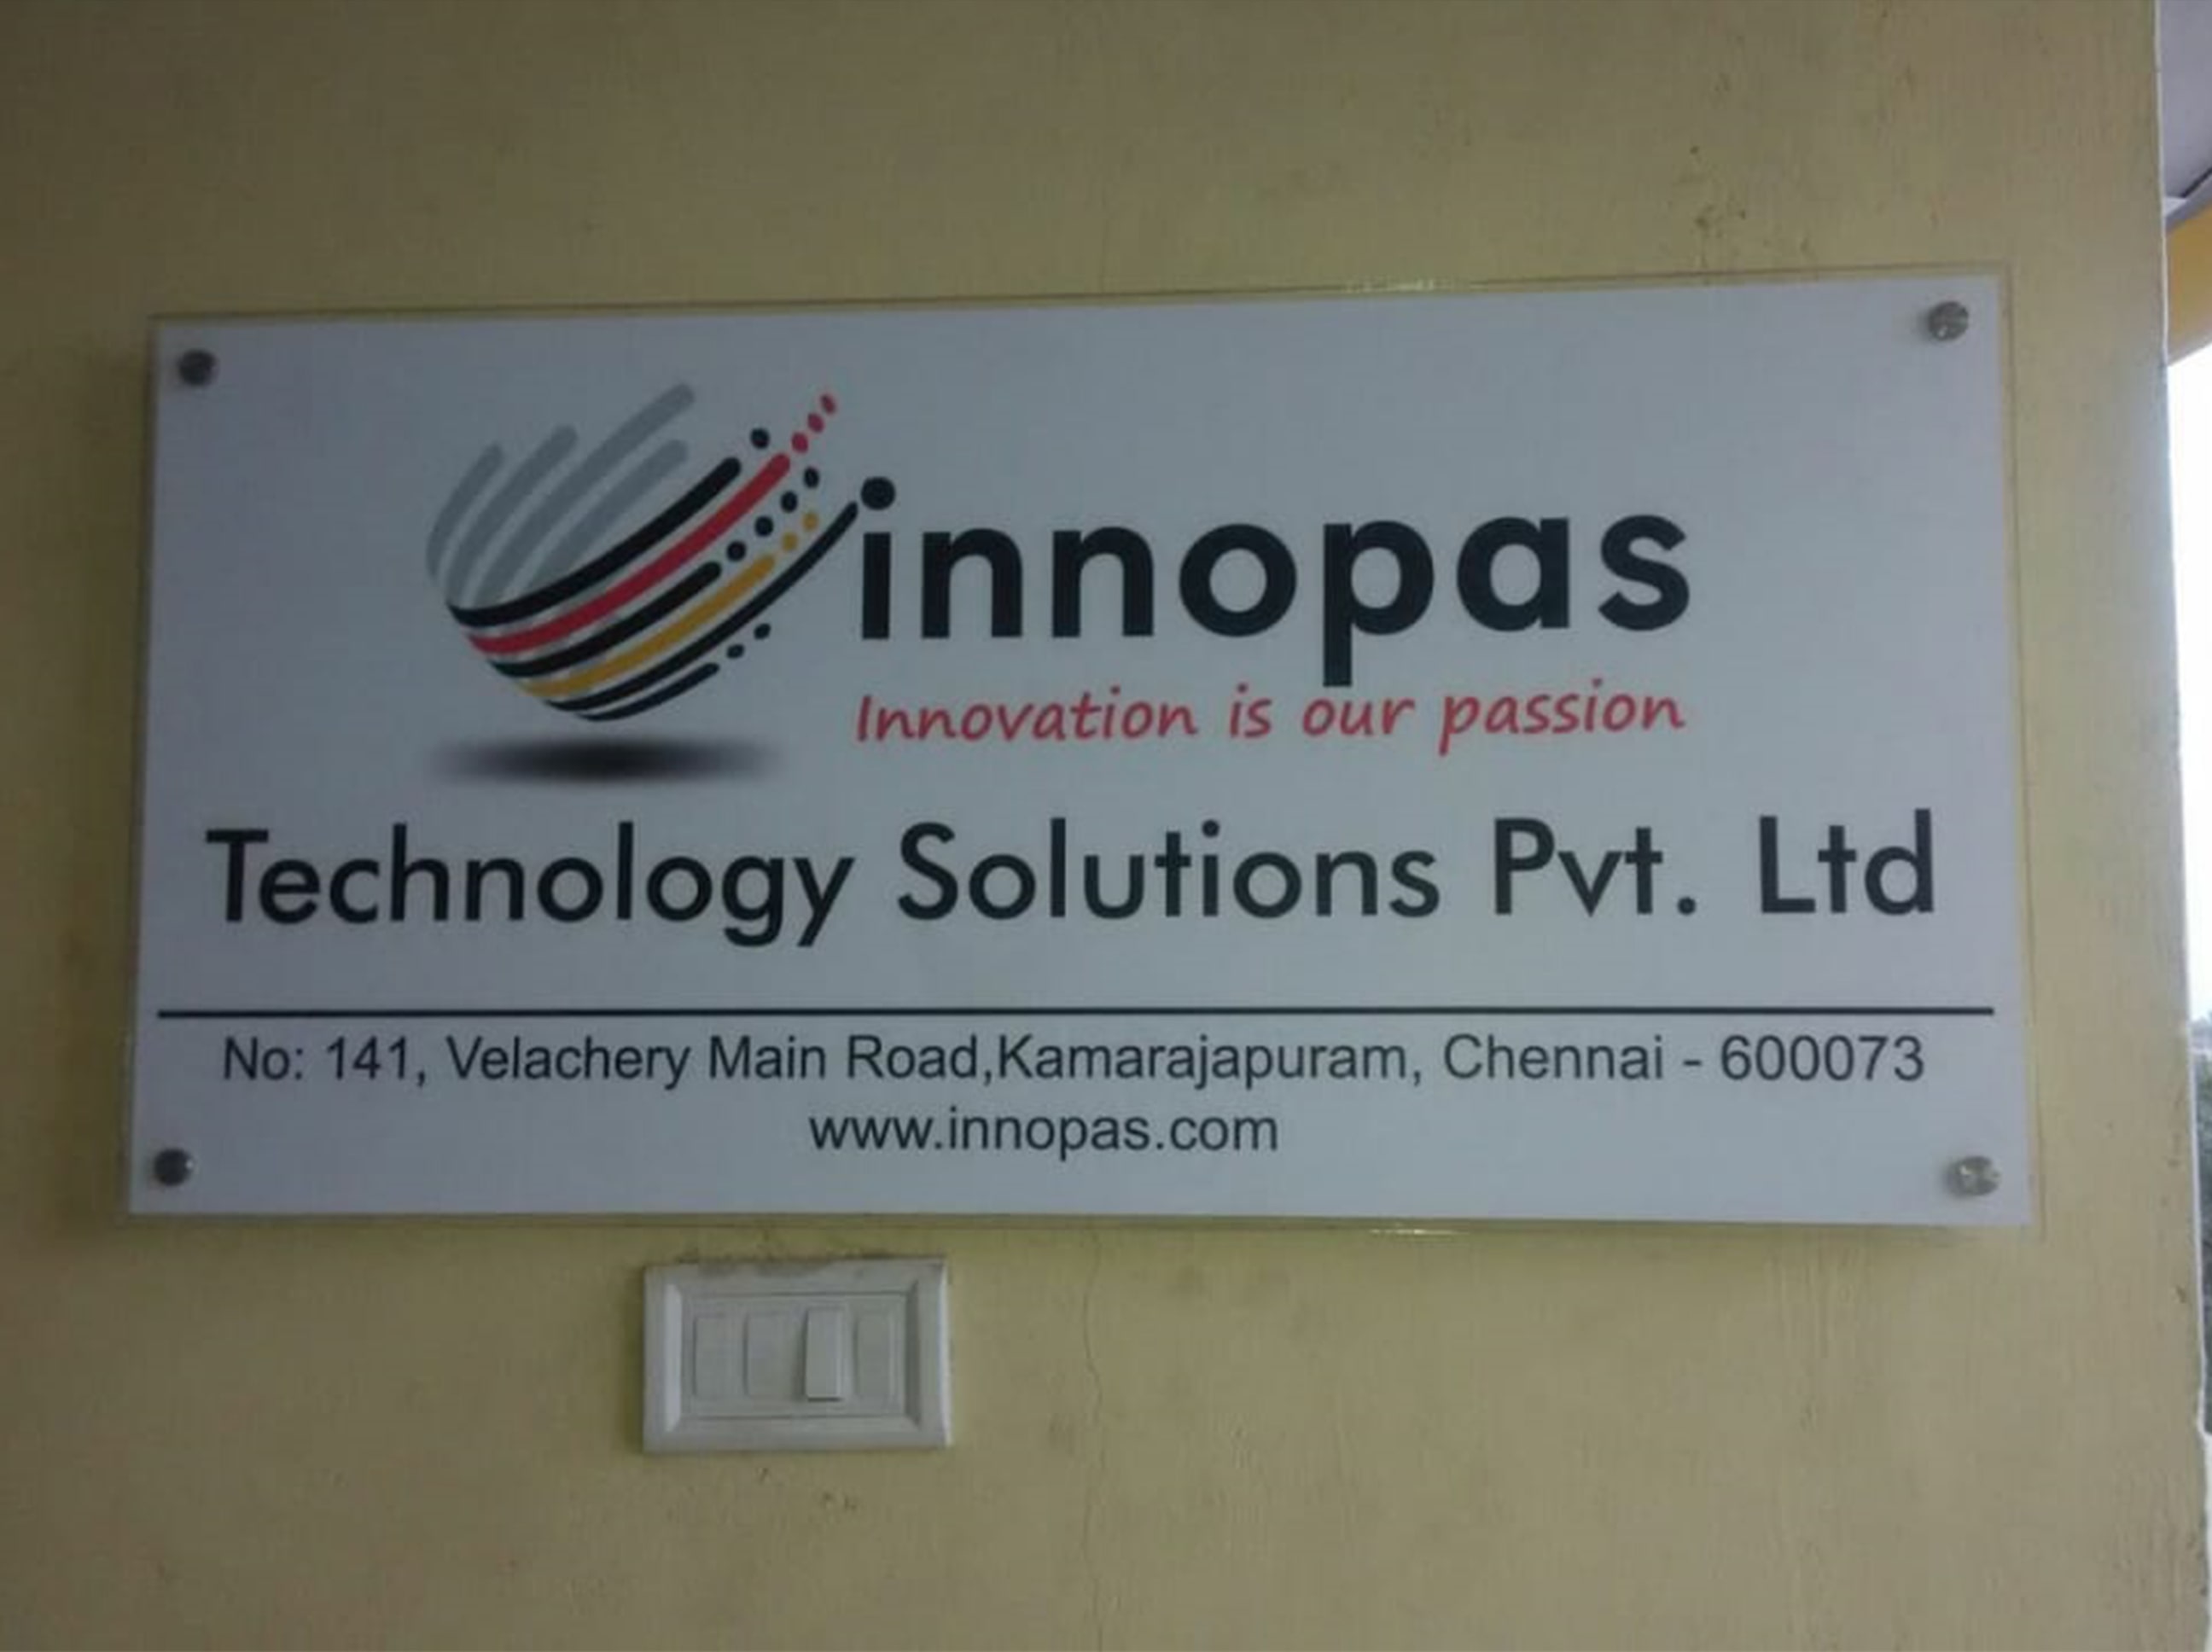 innopas
Innovation is our passion
Technology Solutions Pvt. Ltd
No: 141, Velachery Main Road,Kamarajapuram, Chennai - 600073
www.innopas.com